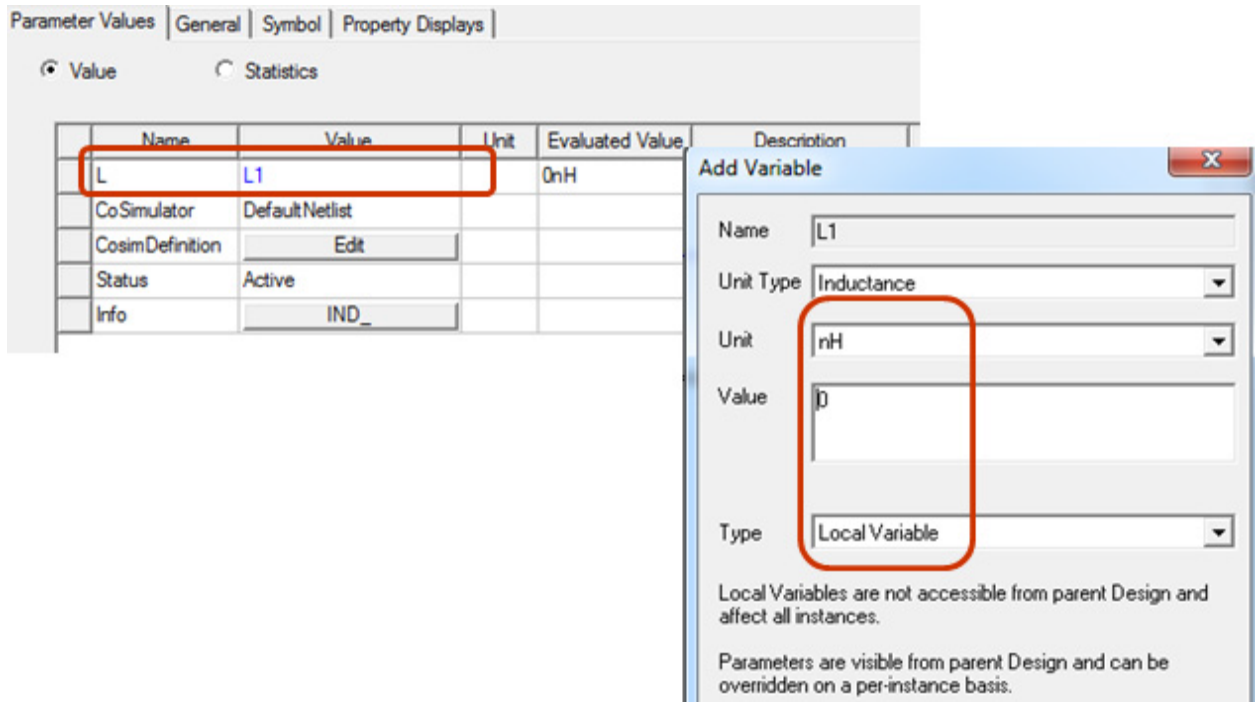 Parameter Values General Symbol Property Displays
Value Statistics
Name Value Unit Evaluated Value Description
L L1 0nH
CoSimulator DefaultNetlist
CosimDefinition Edit
Status Active
Info IND_
Add Variable
Name L1
Unit Type Inductance
Unit nH
Value 0
Type Local Variable
Local Variables are not accessible from parent Design and
affect all instances.
Parameters are visible from parent Design and can be
overridden on a per-instance basis.